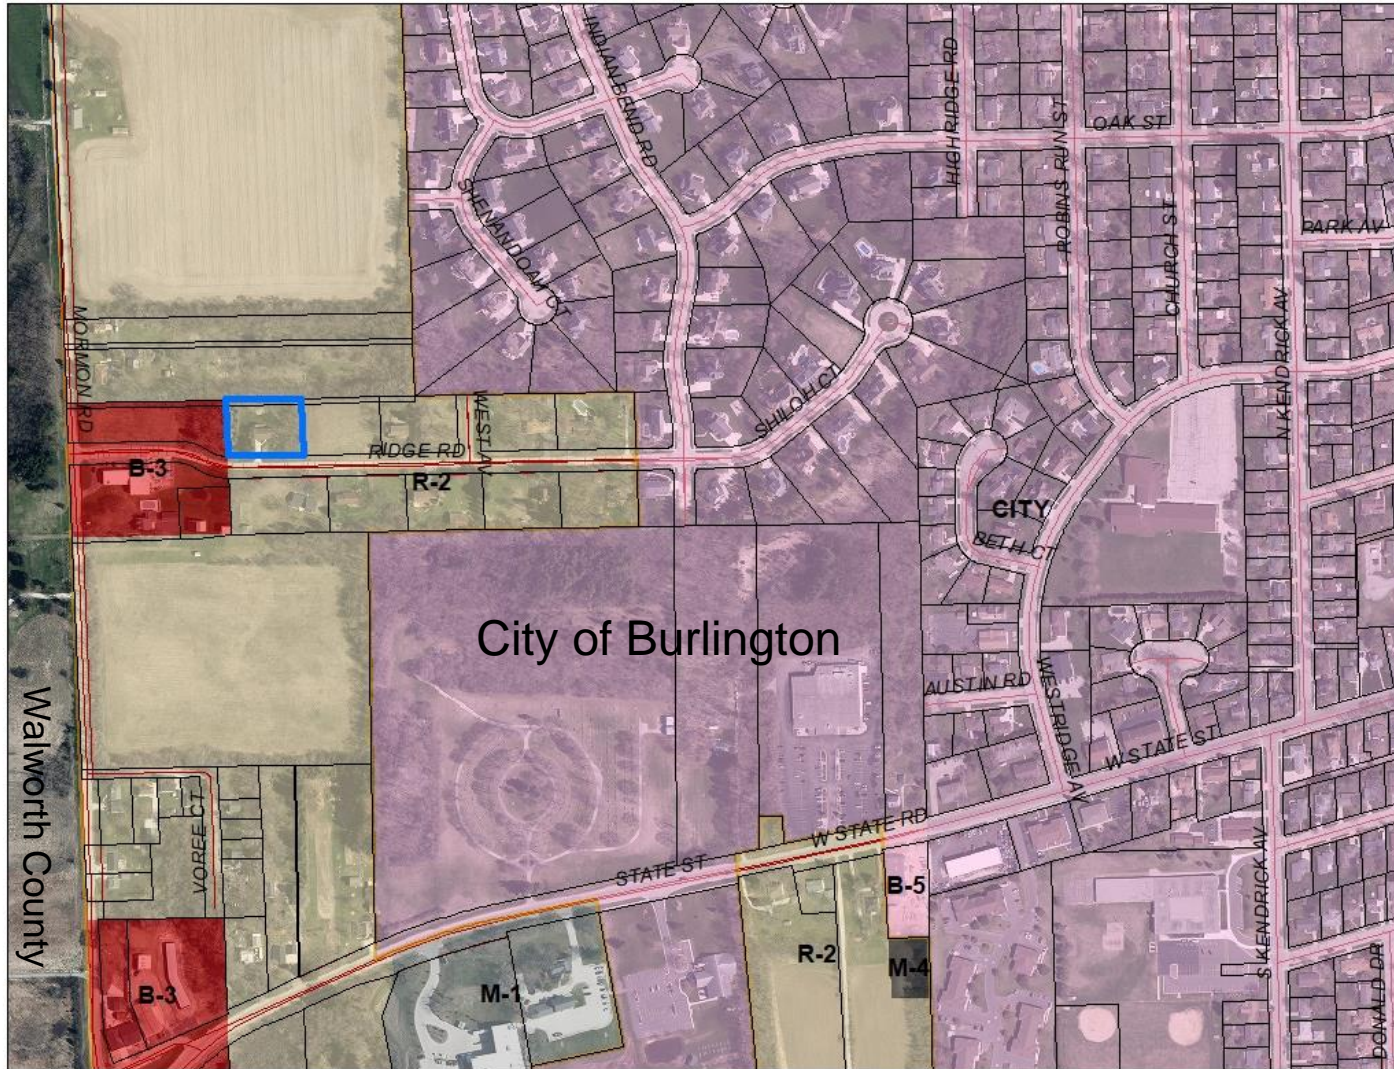 INDIAN BEND RD
HIGHRIDGE RD
ROBINS RUN ST
OAK ST
CHURCH ST
PARK AV
SHENANDOAH CT
MORMON RD
N KENDRICK AV
WEST AV
SHILOH CT
RIDGE RD
B-3
R-2
CITY
BETH CT
City of Burlington
AUSTIN RD
WESTRIDGE AV
W STATE ST
Walworth County
VOREE CT
W STATE RD
STATE ST
B-5
S KENDRICK AV
R-2
M-4
B-3
M-1
DONALD DR